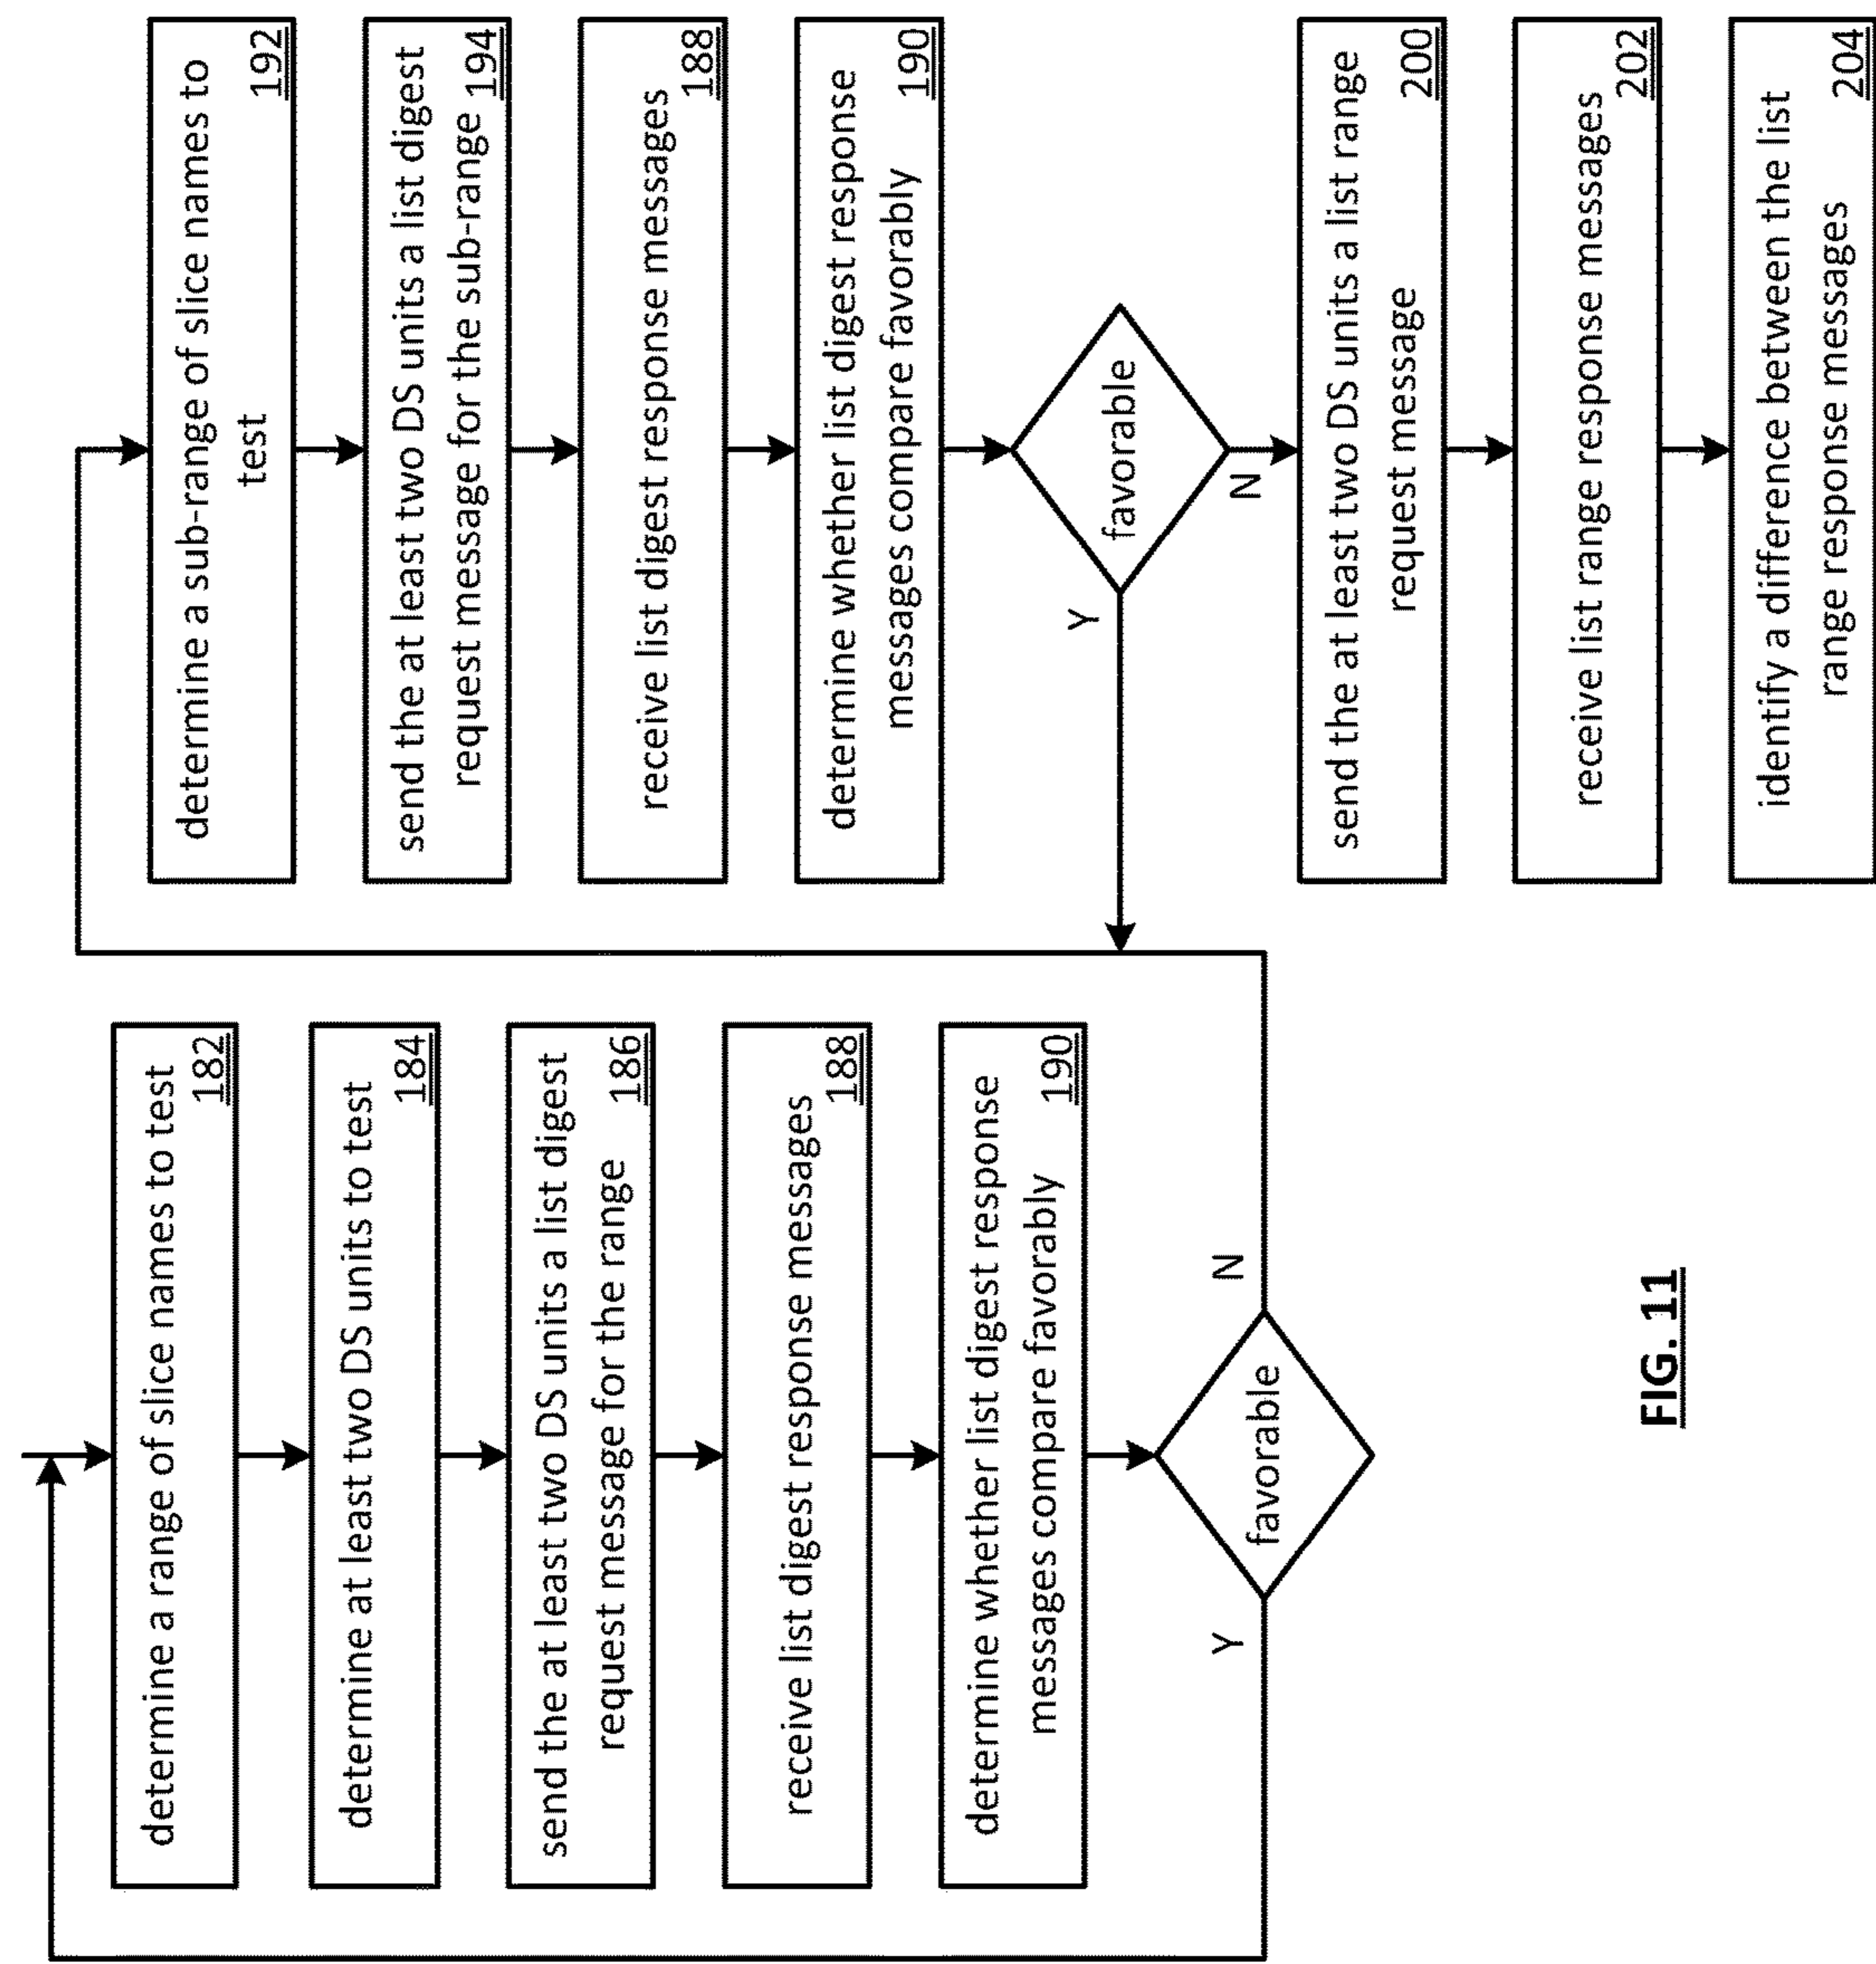 determine a range of slice names to test
182
determine at least two DS units to test
184
send the at least two DS units a list digest
request message for the range
186
receive list digest response messages
188
determine whether list digest response
messages compare favorably
190
favorable
Y
N
determine a sub-range of slice names to
test
192
send the at least two DS units a list digest
request message for the sub-range
194
receive list digest response messages
188
determine whether list digest response
messages compare favorably
190
favorable
Y
N
send the at least two DS units a list range
request message
200
receive list range response messages
202
identify a difference between the list
range response messages
204
FIG. 11